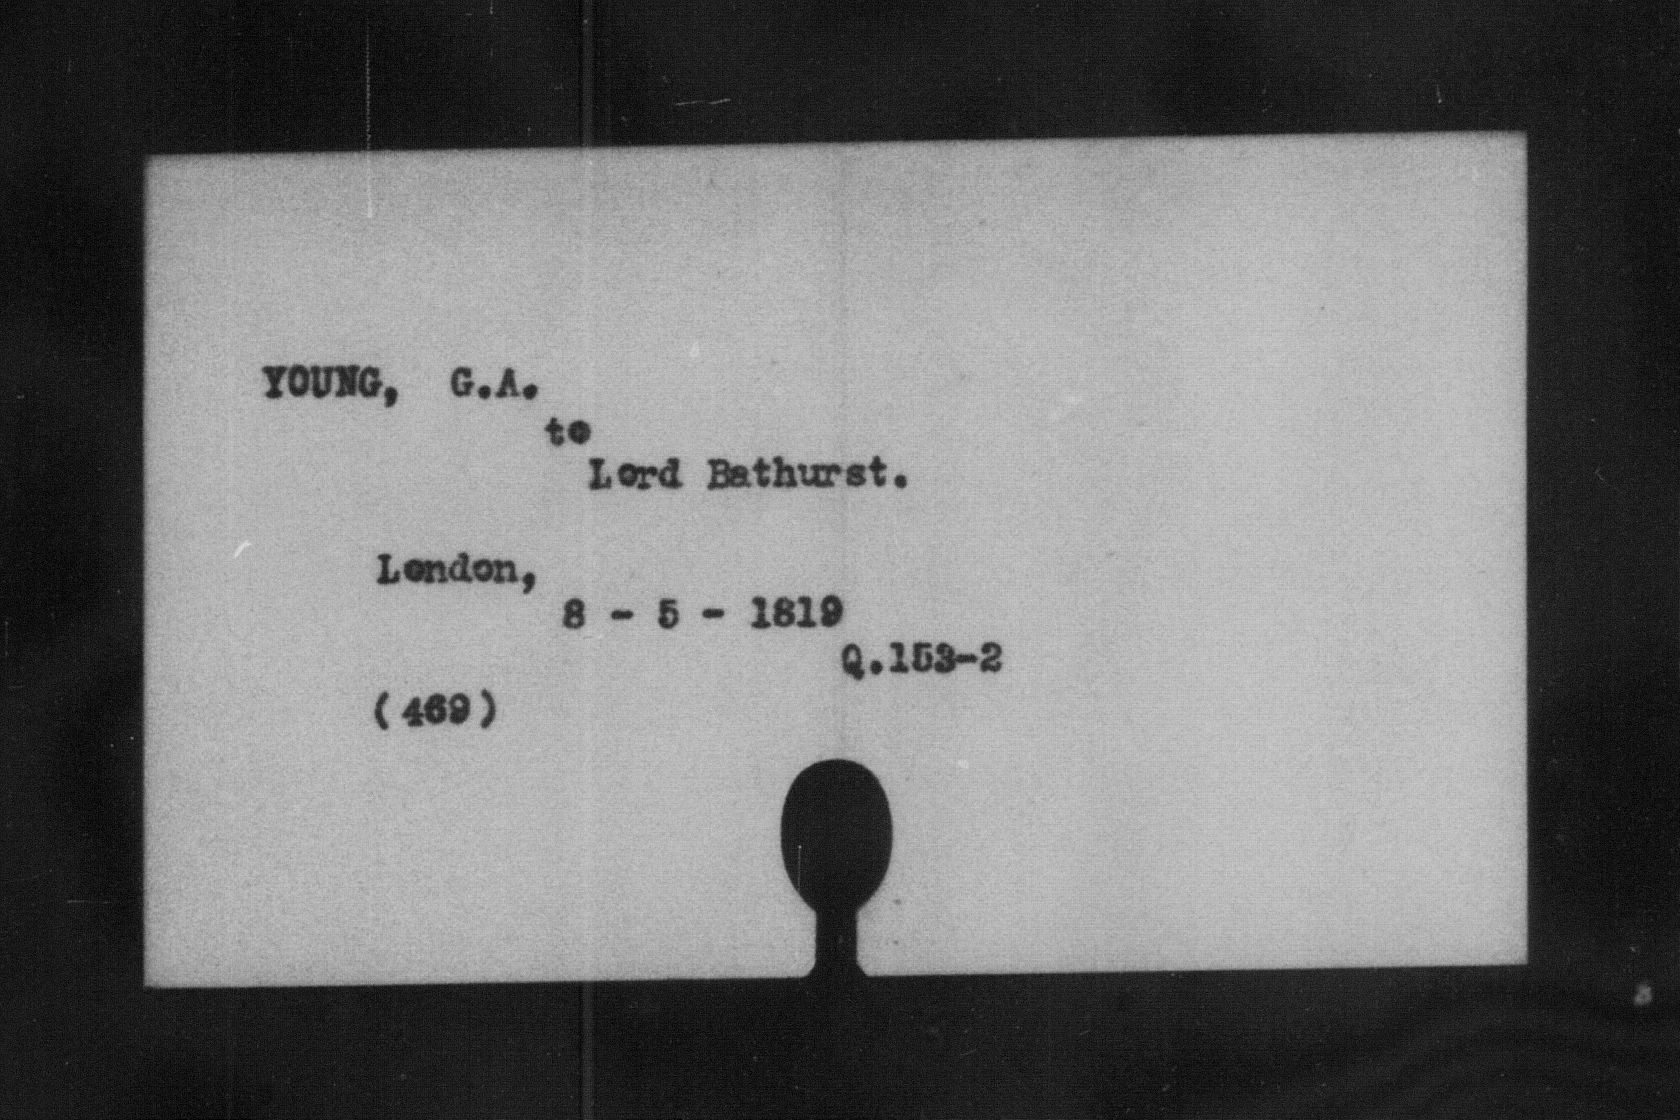 YOUNG, G.A.
to
Lord Bathurst.
London,
8 - 5 - 1819
Q.153-2
(469)